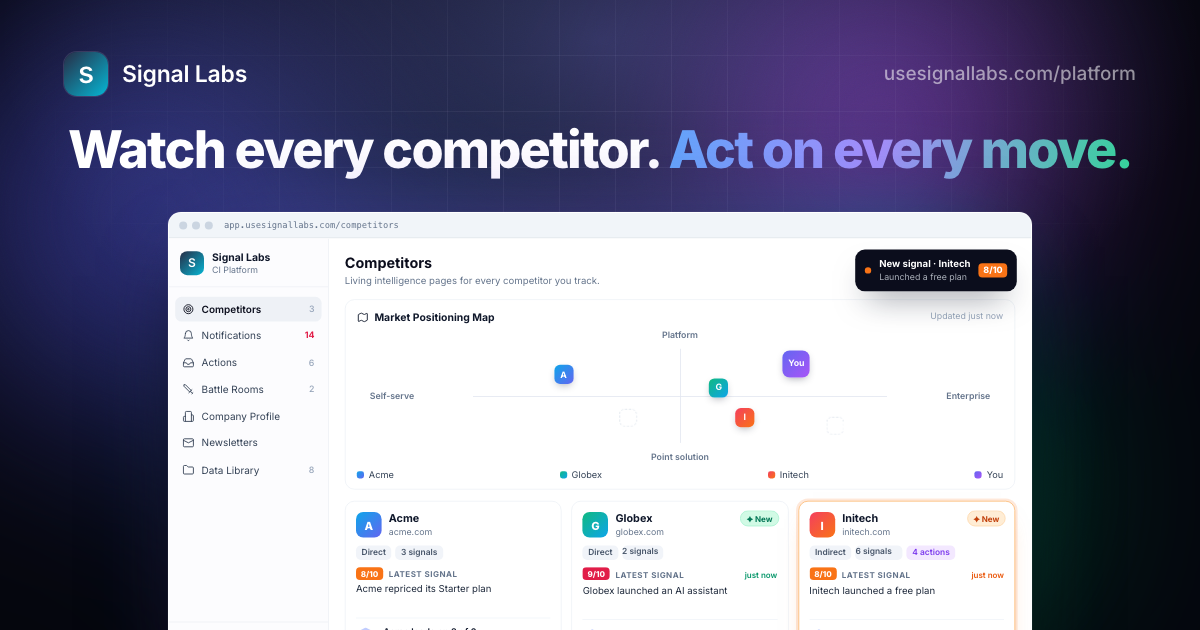 S Signal Labs
usesignallabs.com/platform
Watch every competitor. Act on every move.
app.usesignallabs.com/competitors
S Signal Labs
CI Platform
Competitors 3
Notifications 14
Actions 6
Battle Rooms 2
Company Profile
Newsletters
Data Library 8
Competitors
Living intelligence pages for every competitor you track.
New signal · Initech
Launched a free plan
8/10
Market Positioning Map
Updated just now
Platform
You
A
G
Self-serve
Enterprise
I
Point solution
Acme
Globex
Initech
You
A Acme
acme.com
Direct 3 signals
8/10 LATEST SIGNAL
Acme repriced its Starter plan
G Globex
globex.com
New
Direct 2 signals
9/10 LATEST SIGNAL just now
Globex launched an AI assistant
I Initech
initech.com
New
Indirect 6 signals 4 actions
8/10 LATEST SIGNAL just now
Initech launched a free plan